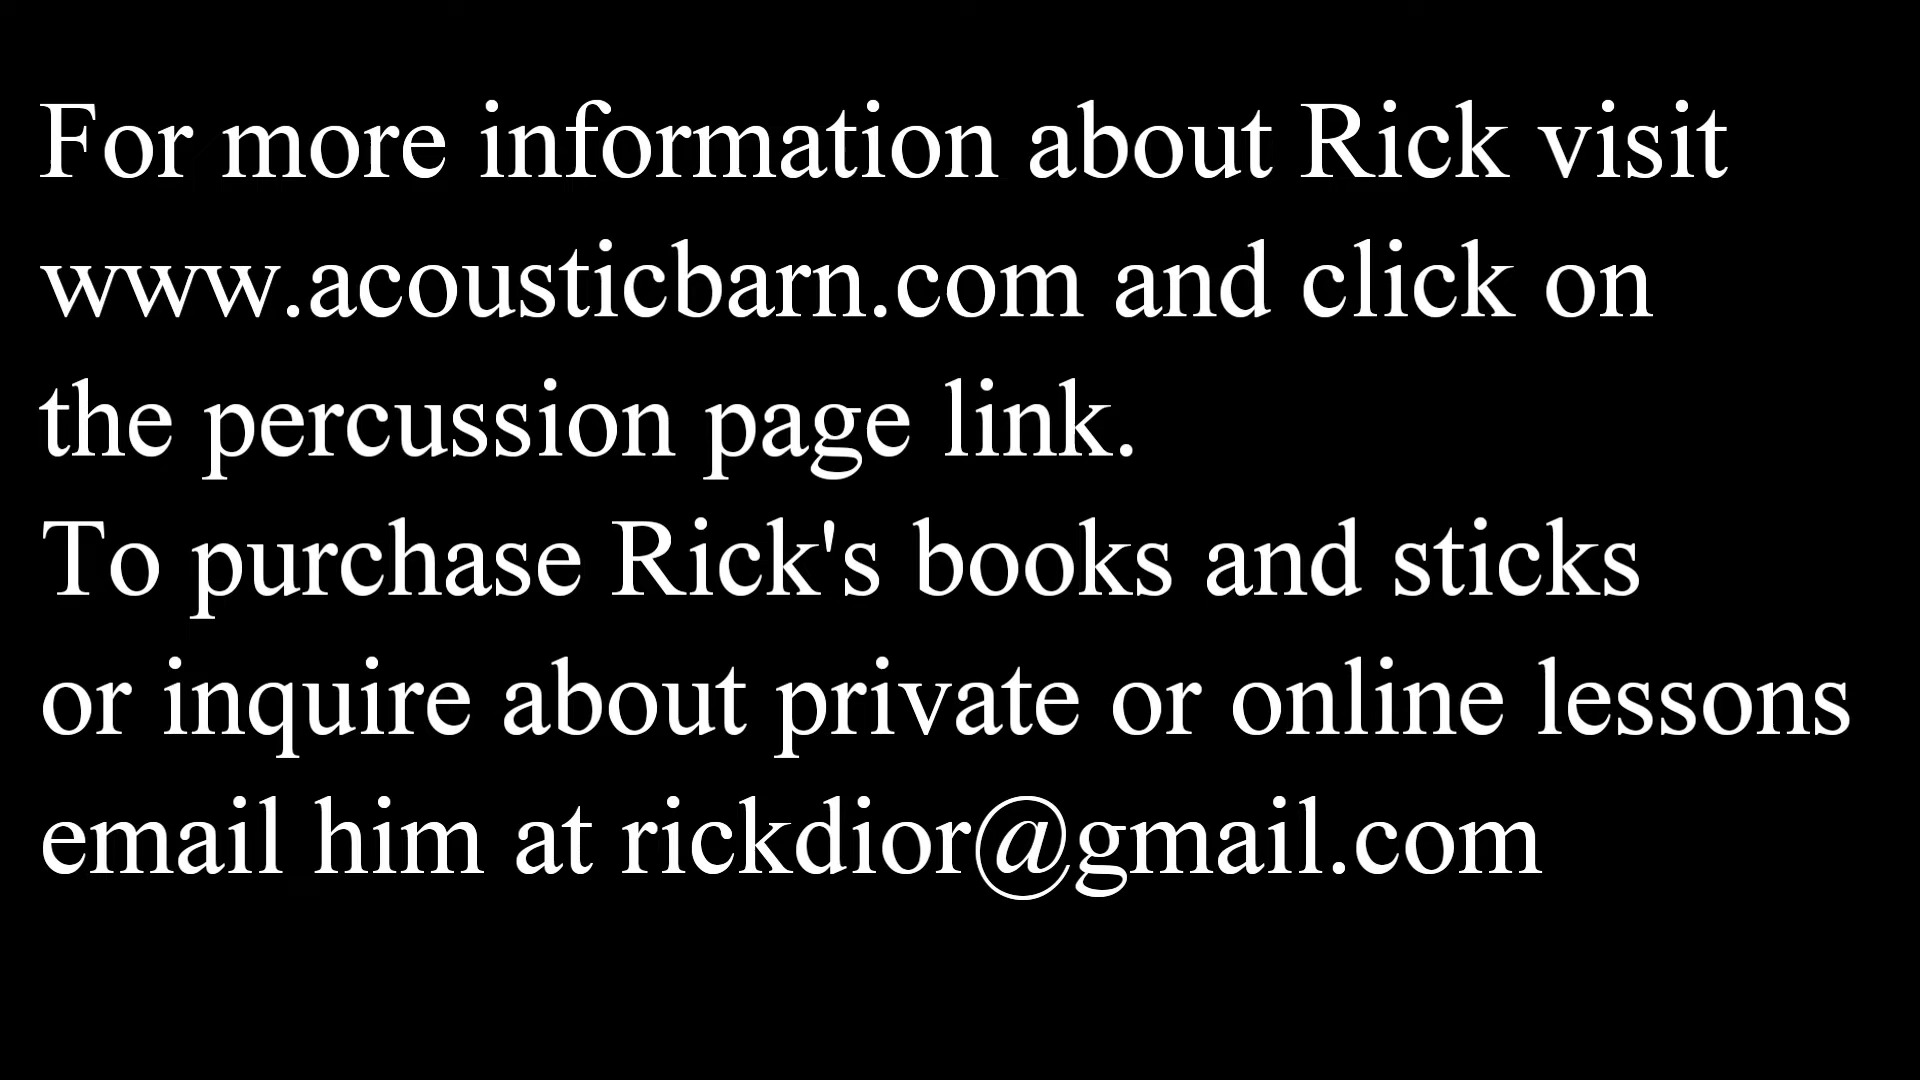 For more information about Rick visit
www.acousticbarn.com and click on
the percussion page link.
To purchase Rick's books and sticks
or inquire about private or online lessons
email him at rickdior@gmail.com